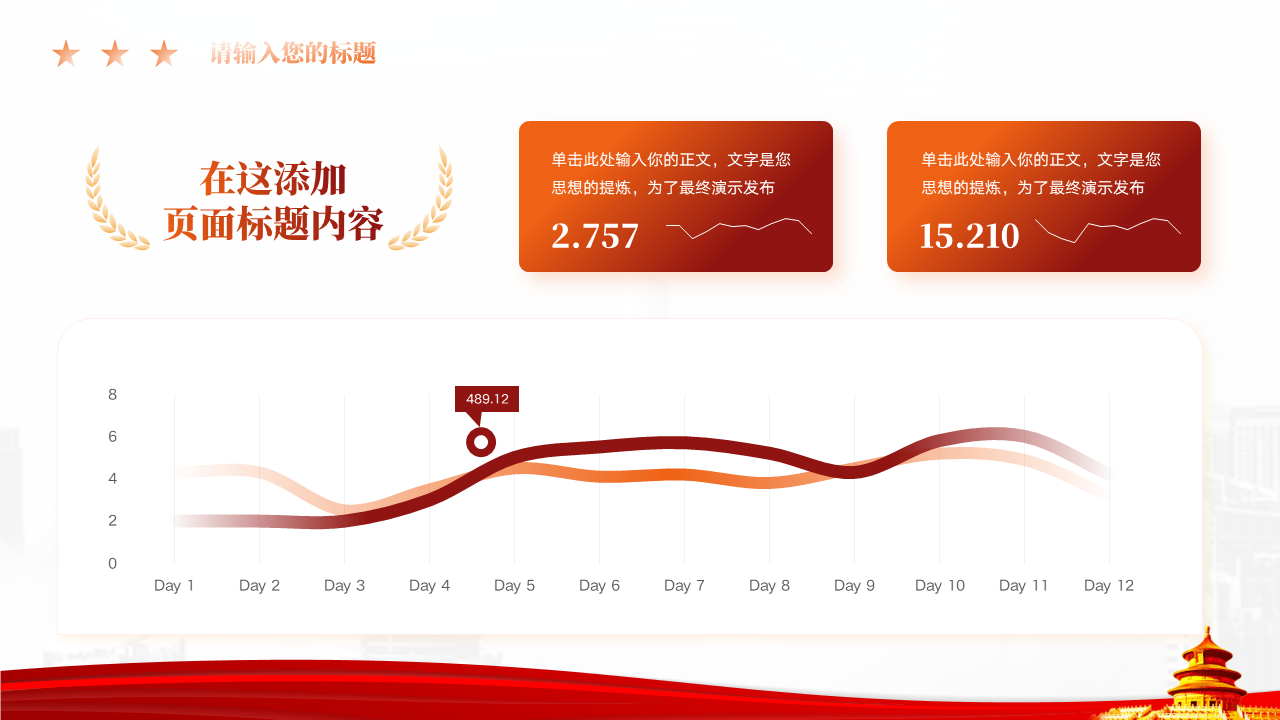 请输入您的标题
在这添加
页面标题内容
单击此处输入你的正文，文字是您
思想的提炼，为了最终演示发布
2.757
单击此处输入你的正文，文字是您
思想的提炼，为了最终演示发布
15.210
489.12
8
6
4
2
0
Day 1 Day 2 Day 3 Day 4 Day 5 Day 6 Day 7 Day 8 Day 9 Day 10 Day 11 Day 12